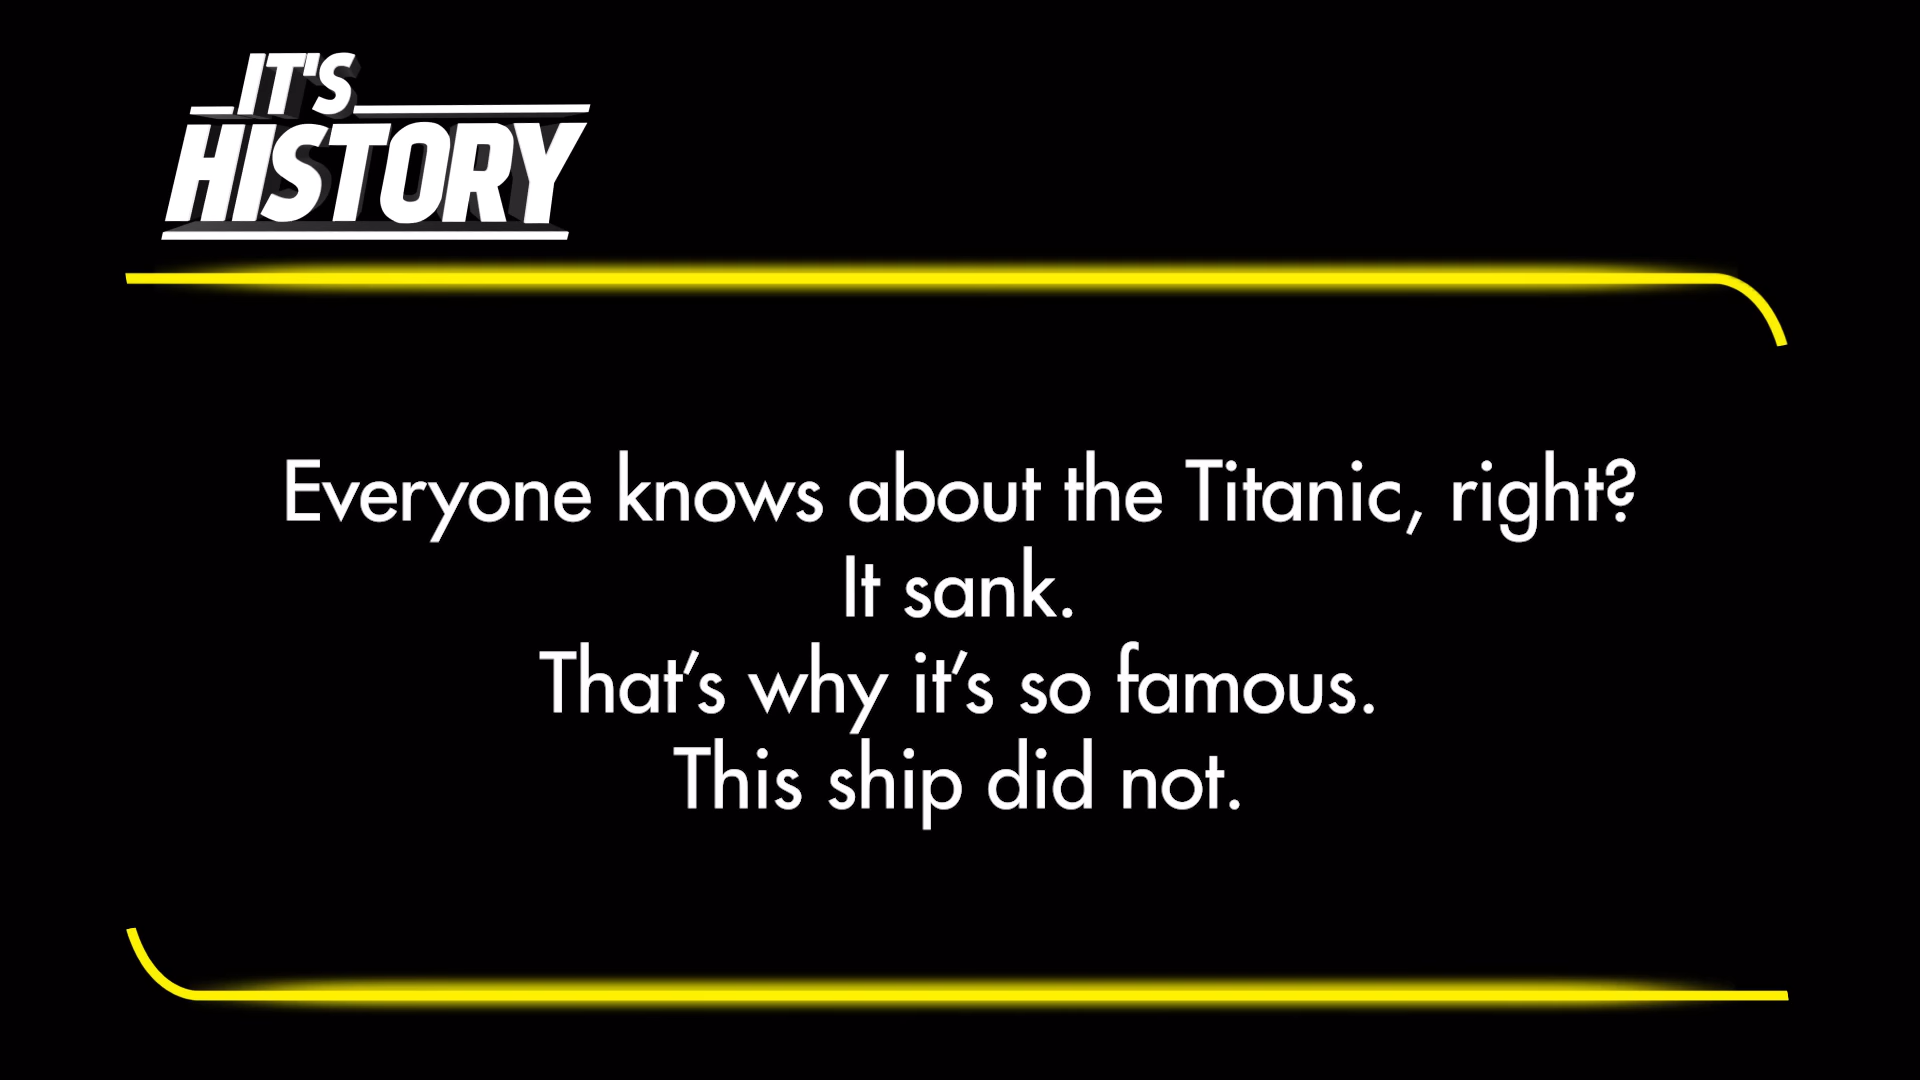 IT'S
HISTORY
Everyone knows about the Titanic, right?
It sank.
That’s why it’s so famous.
This ship did not.